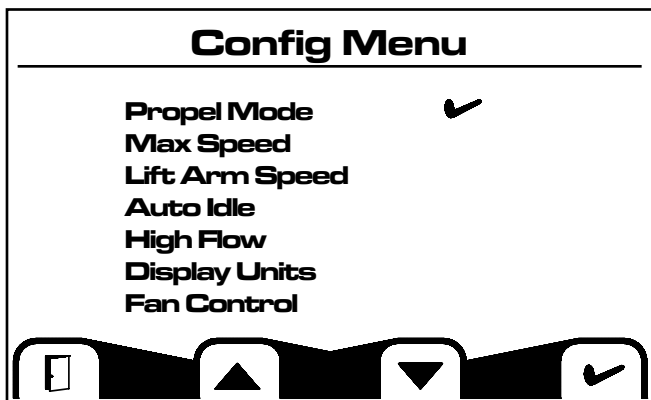 Config Menu
Propel Mode
Max Speed
Lift Arm Speed
Auto Idle
High Flow
Display Units
Fan Control